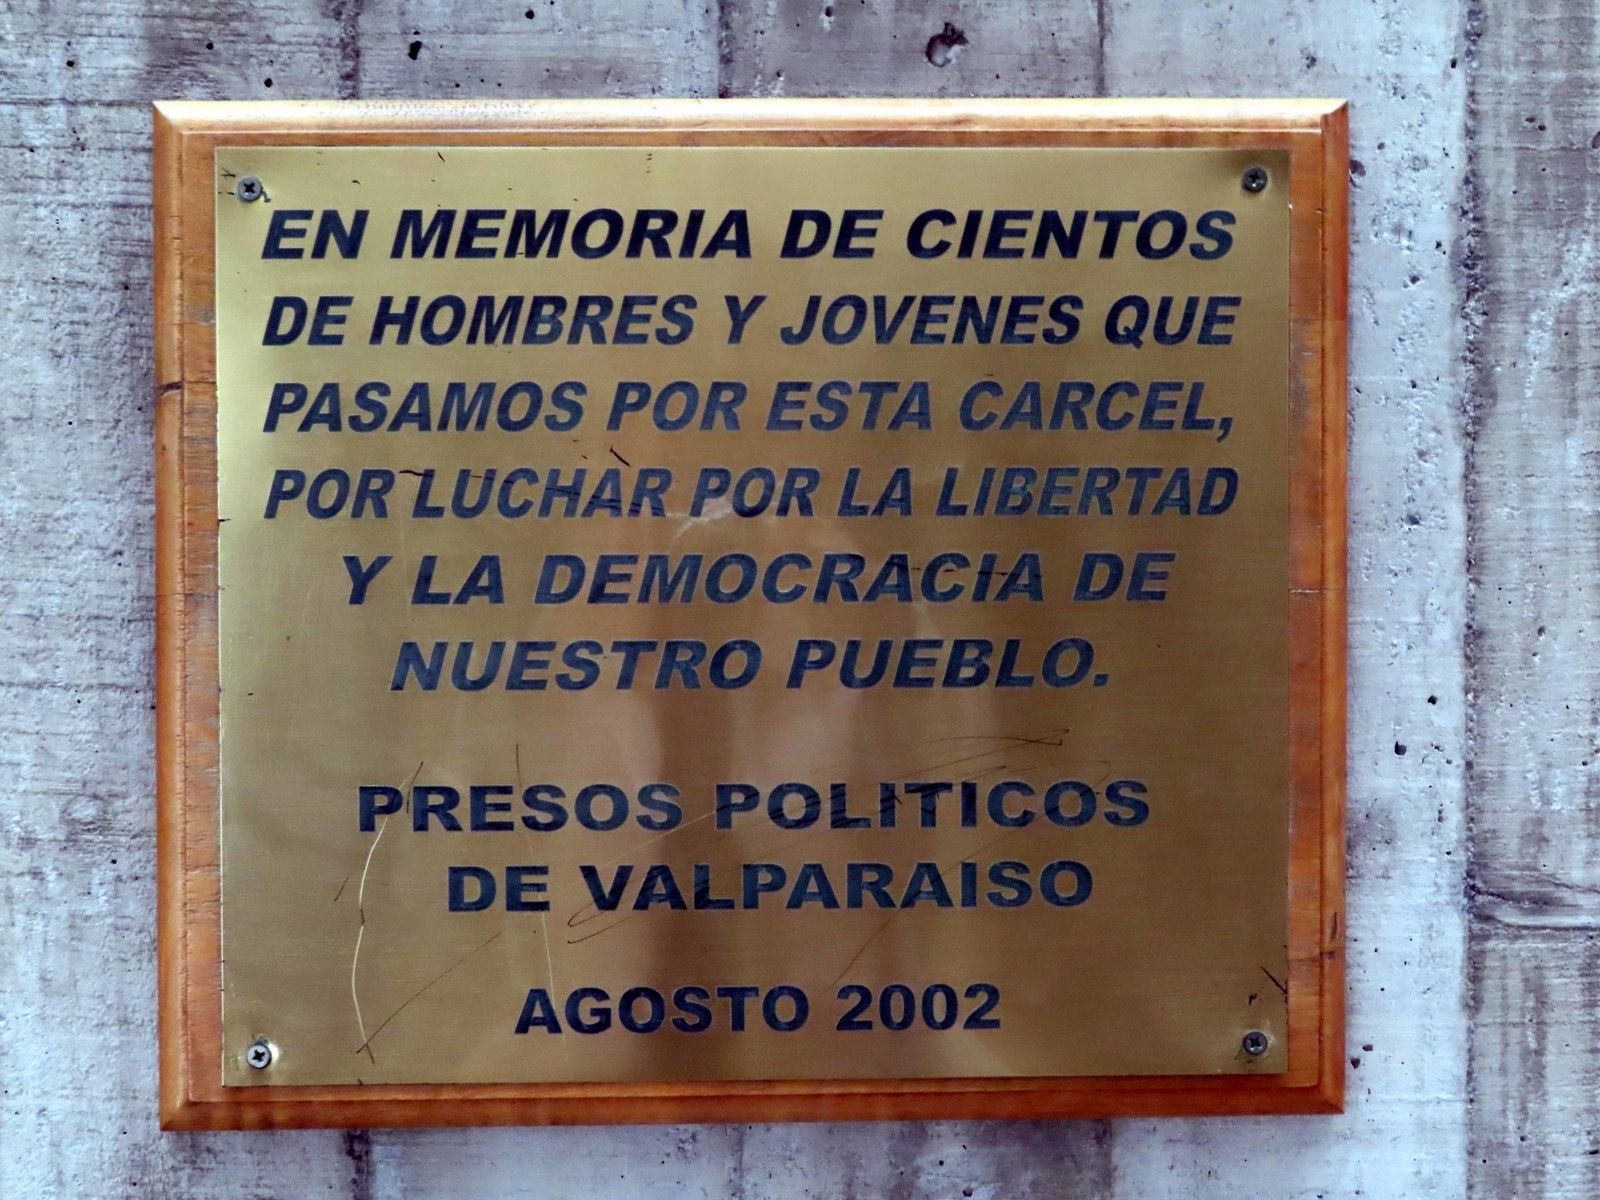 EN MEMORIA DE CIENTOS
DE HOMBRES Y JOVENES QUE
PASAMOS POR ESTA CARCEL,
POR LUCHAR POR LA LIBERTAD
Y LA DEMOCRACIA DE
NUESTRO PUEBLO.
PRESOS POLITICOS
DE VALPARAISO
AGOSTO 2002